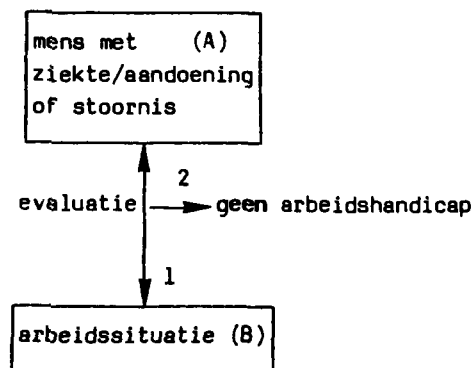 mens met (A)
ziekte/aandoening
of stoornis
2
evaluatie geen arbeidshandicap
1
arbeidssituatie (B)